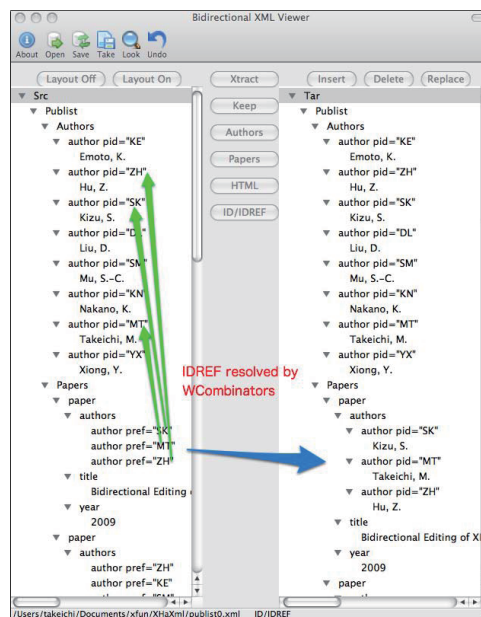 Bidirectional XML Viewer
About Open Save Take Look Undo
Layout Off Layout On Xtract Insert Delete Replace
Src
Publist
Authors
author pid="KE"
Emoto, K.
author pid="ZH"
Hu, Z.
author pid="SK"
Kizu, S.
author pid="DL"
Liu, D.
author pid="SM"
Mu, S.-C.
author pid="KN"
Nakano, K.
author pid="MT"
Takeichi, M.
author pid="YX"
Xiong, Y.
Papers
paper
authors
author pref="SK"
author pref="MT"
author pref="ZH"
title
Bidirectional Editing
year
2009
paper
authors
author pref="ZH"
author pref="KE"
Keep
Authors
Papers
HTML
ID/IDREF
IDREF resolved by
WCombinators
Tar
Publist
Authors
author pid="KE"
Emoto, K.
author pid="ZH"
Hu, Z.
author pid="SK"
Kizu, S.
author pid="DL"
Liu, D.
author pid="SM"
Mu, S.-C.
author pid="KN"
Nakano, K.
author pid="MT"
Takeichi, M.
author pid="YX"
Xiong, Y.
Papers
paper
authors
author pid="SK"
Kizu, S.
author pid="MT"
Takeichi, M.
author pid="ZH"
Hu, Z.
title
Bidirectional Editing of
year
2009
paper
/Users/takeichi/Documents/xfun/XHaXml/publist0.xml ID/IDREF